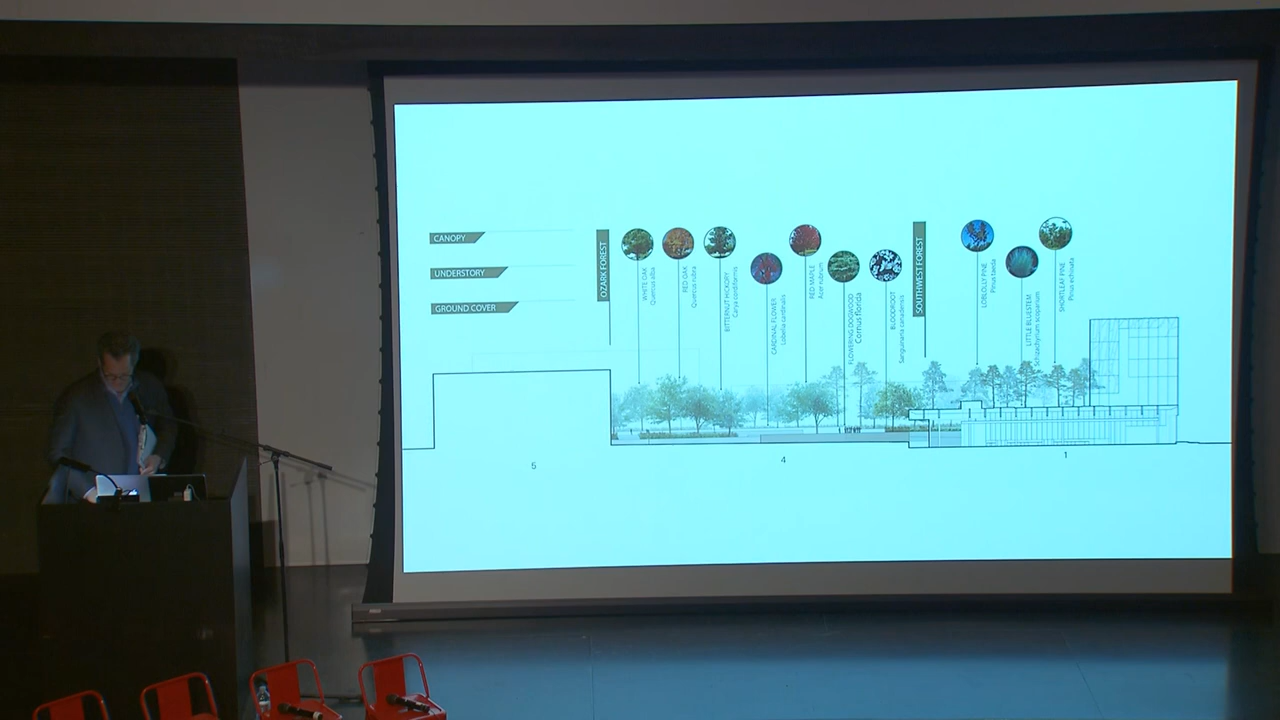 CANOPY
UNDERSTORY
GROUND COVER
OZARK FOREST
WHITE OAK
Quercus alba
RED OAK
Quercus rubra
BITTERNUT HICKORY
Carya cordiformis
CARDINAL FLOWER
Lobelia cardinalis
RED MAPLE
Acer rubrum
FLOWERING DOGWOOD
Cornus florida
BLOODROOT
Sanguinaria canadensis
SOUTHWEST FOREST
LOBLOLLY PINE
Pinus taeda
LITTLE BLUESTEM
Schizachyrium scoparium
SHORTLEAF PINE
Pinus echinata
5
4
1